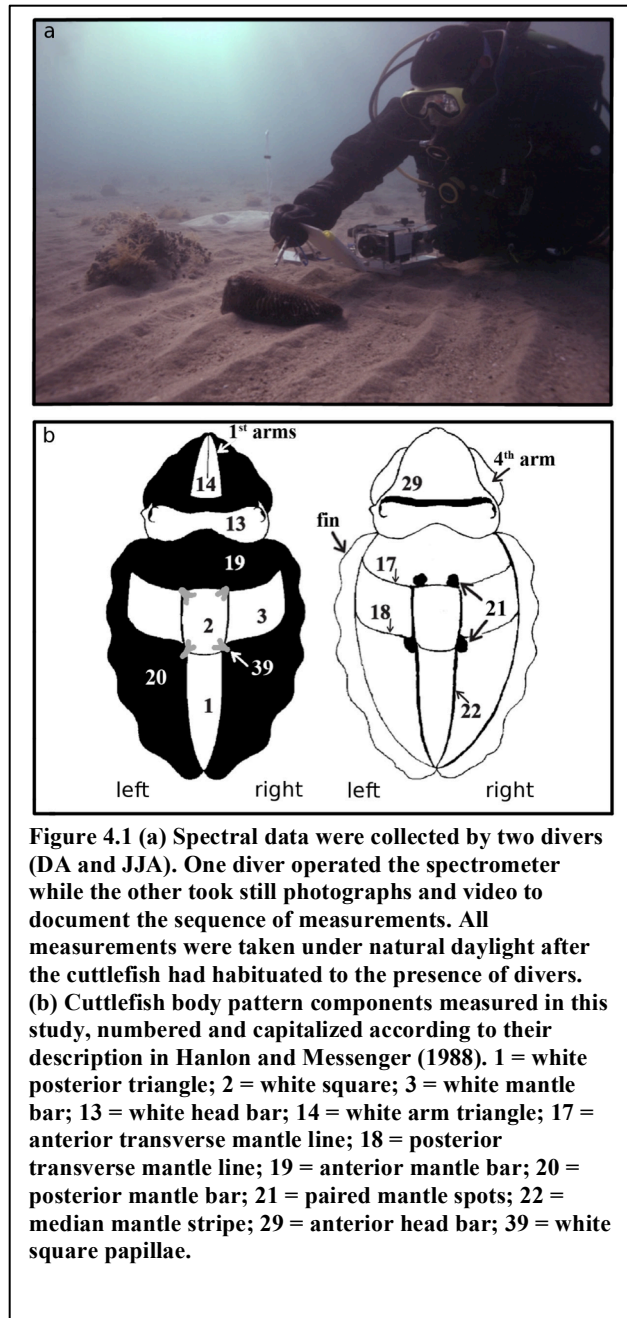 a
b
1st arms
14
13
19
2
3
39
20
1
left
right
4th arm
29
fin
17
18
21
22
left
right
Figure 4.1 (a) Spectral data were collected by two divers
(DA and JJA). One diver operated the spectrometer
while the other took still photographs and video to
document the sequence of measurements. All
measurements were taken under natural daylight after
the cuttlefish had habituated to the presence of divers.
(b) Cuttlefish body pattern components measured in this
study, numbered and capitalized according to their
description in Hanlon and Messenger (1988). 1 = white
posterior triangle; 2 = white square; 3 = white mantle
bar; 13 = white head bar; 14 = white arm triangle; 17 =
anterior transverse mantle line; 18 = posterior
transverse mantle line; 19 = anterior mantle bar; 20 =
posterior mantle bar; 21 = paired mantle spots; 22 =
median mantle stripe; 29 = anterior head bar; 39 = white
square papillae.